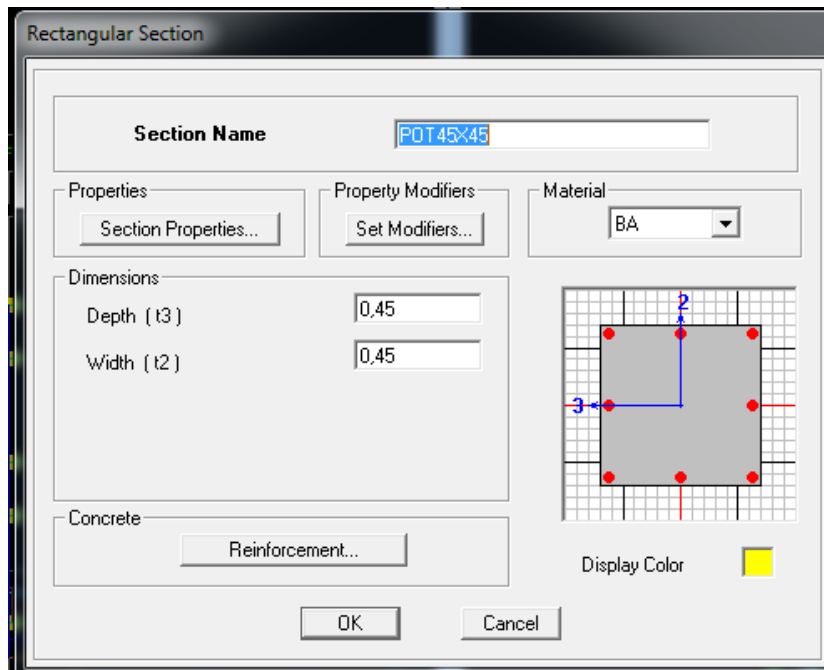 Rectangular Section
Section Name
POT45X45
Properties
Section Properties...
Property Modifiers
Set Modifiers...
Material
BA
Dimensions
Depth ( t3 )
0,45
Width ( t2 )
0,45
2
3
Concrete
Reinforcement...
Display Color
OK
Cancel